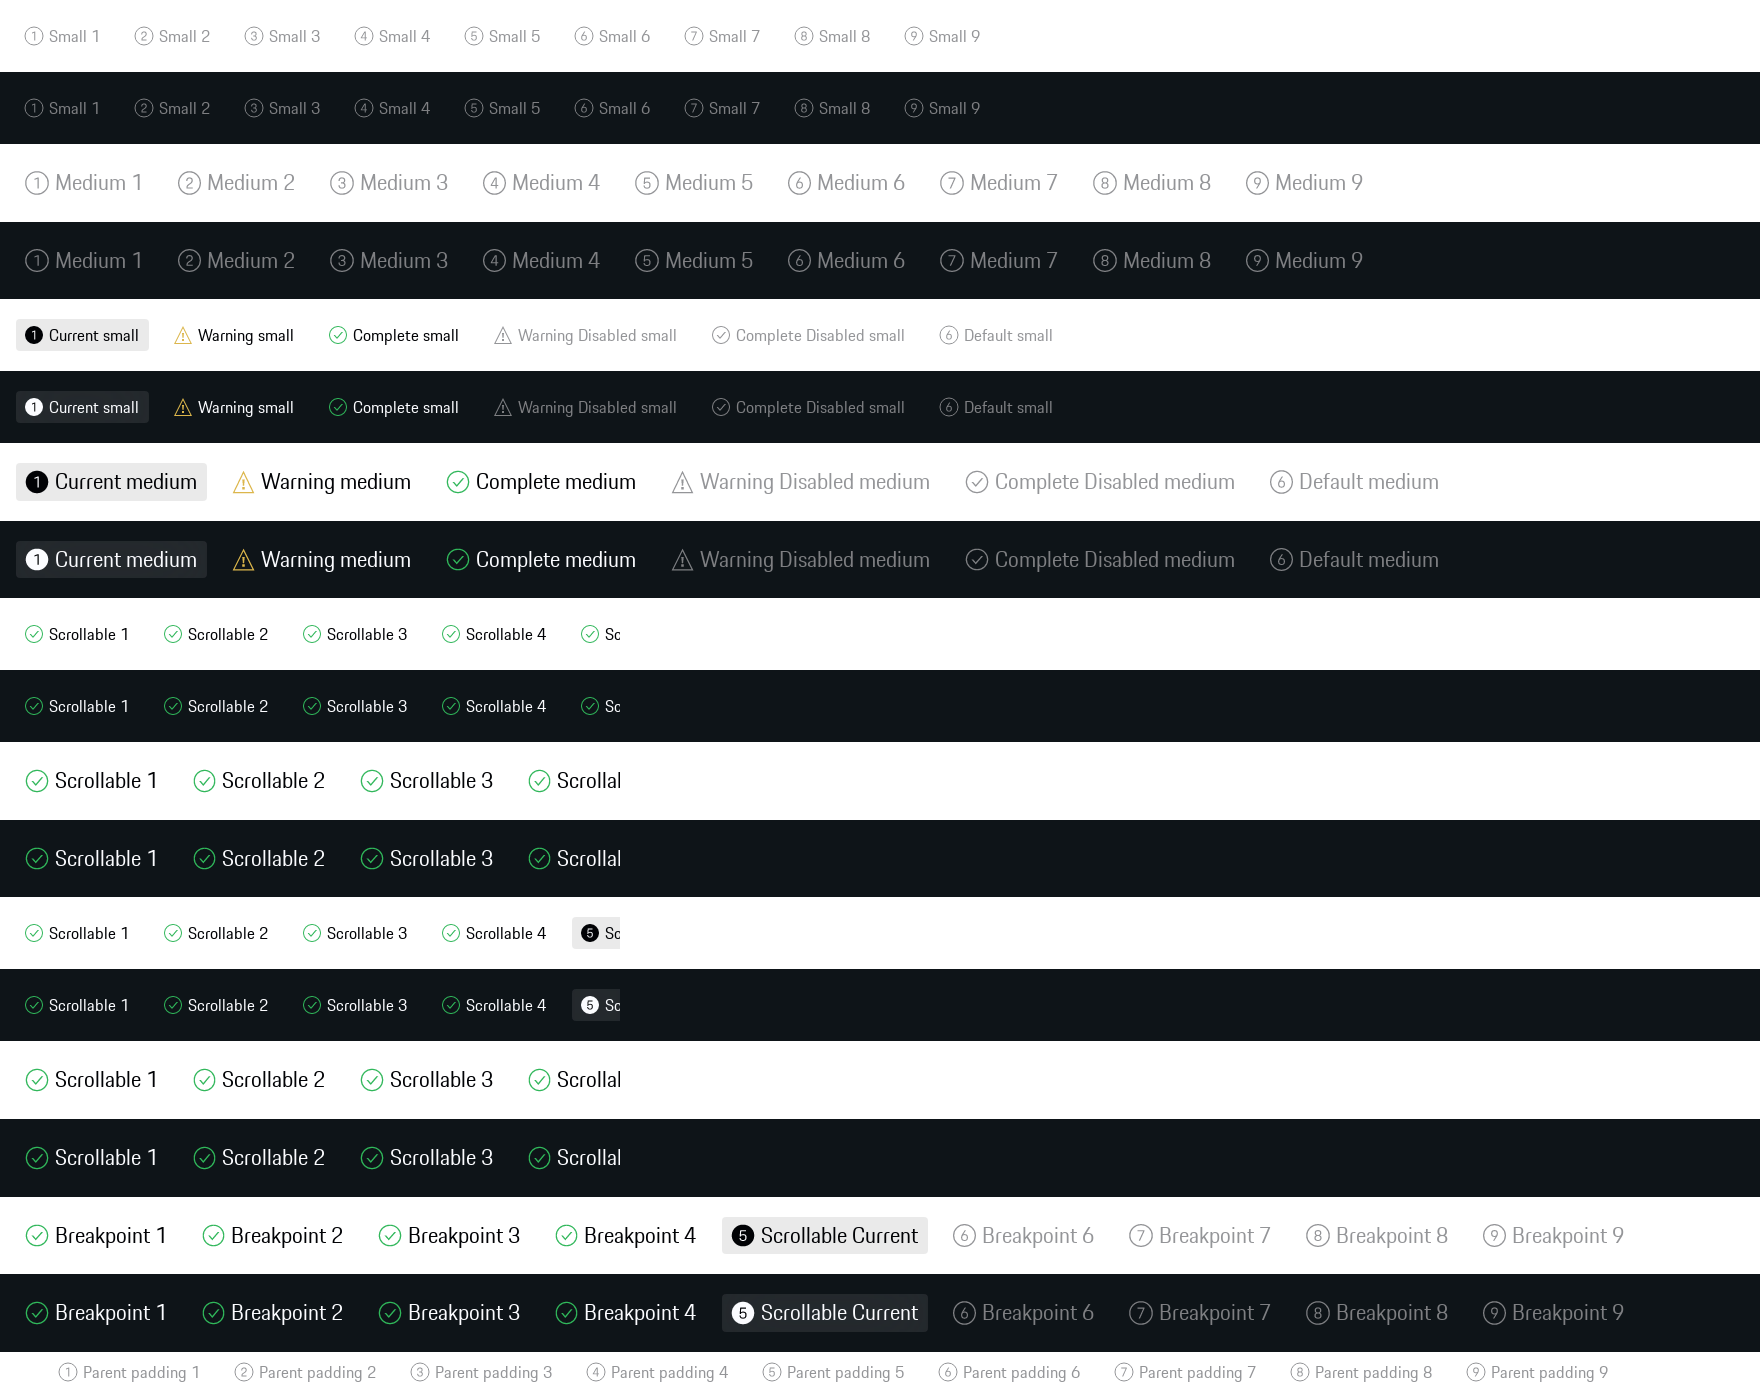 1 Small 1 2 Small 2 3 Small 3 4 Small 4 5 Small 5 6 Small 6 7 Small 7 8 Small 8 9 Small 9
1 Small 1 2 Small 2 3 Small 3 4 Small 4 5 Small 5 6 Small 6 7 Small 7 8 Small 8 9 Small 9
1 Medium 1 2 Medium 2 3 Medium 3 4 Medium 4 5 Medium 5 6 Medium 6 7 Medium 7 8 Medium 8 9 Medium 9
1 Medium 1 2 Medium 2 3 Medium 3 4 Medium 4 5 Medium 5 6 Medium 6 7 Medium 7 8 Medium 8 9 Medium 9
1 Current small Warning small Complete small Warning Disabled small Complete Disabled small 6 Default small
1 Current small Warning small Complete small Warning Disabled small Complete Disabled small 6 Default small
1 Current medium Warning medium Complete medium Warning Disabled medium Complete Disabled medium 6 Default medium
1 Current medium Warning medium Complete medium Warning Disabled medium Complete Disabled medium 6 Default medium
Scrollable 1 Scrollable 2 Scrollable 3 Scrollable 4 Sc
Scrollable 1 Scrollable 2 Scrollable 3 Scrollable 4 Sc
Scrollable 1 Scrollable 2 Scrollable 3 Scrollal
Scrollable 1 Scrollable 2 Scrollable 3 Scrollal
Scrollable 1 Scrollable 2 Scrollable 3 Scrollable 4 5 Sc
Scrollable 1 Scrollable 2 Scrollable 3 Scrollable 4 5 Sc
Scrollable 1 Scrollable 2 Scrollable 3 Scrollal
Scrollable 1 Scrollable 2 Scrollable 3 Scrollal
Breakpoint 1 Breakpoint 2 Breakpoint 3 Breakpoint 4 5 Scrollable Current 6 Breakpoint 6 7 Breakpoint 7 8 Breakpoint 8 9 Breakpoint 9
Breakpoint 1 Breakpoint 2 Breakpoint 3 Breakpoint 4 5 Scrollable Current 6 Breakpoint 6 7 Breakpoint 7 8 Breakpoint 8 9 Breakpoint 9
1 Parent padding 1 2 Parent padding 2 3 Parent padding 3 4 Parent padding 4 5 Parent padding 5 6 Parent padding 6 7 Parent padding 7 8 Parent padding 8 9 Parent padding 9